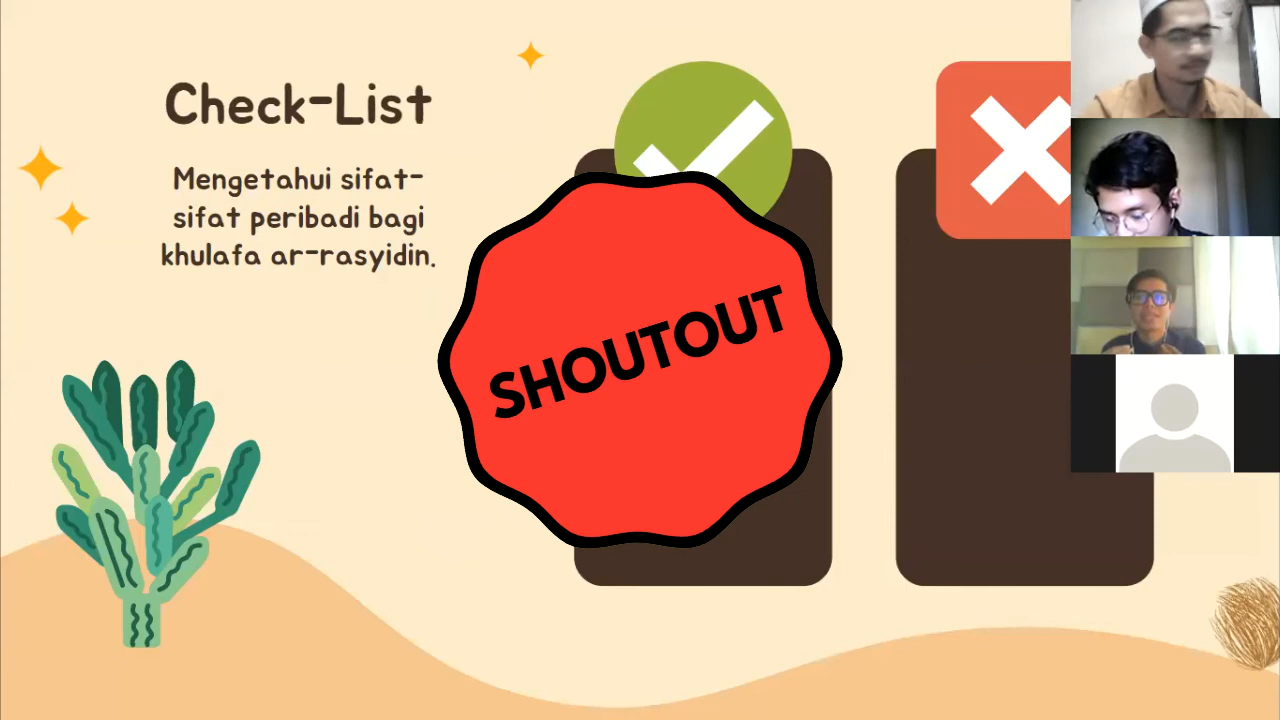 Check-List
Mengetahui sifat-
sifat peribadi bagi
khulafa ar-rasyidin.
SHOUTOUT